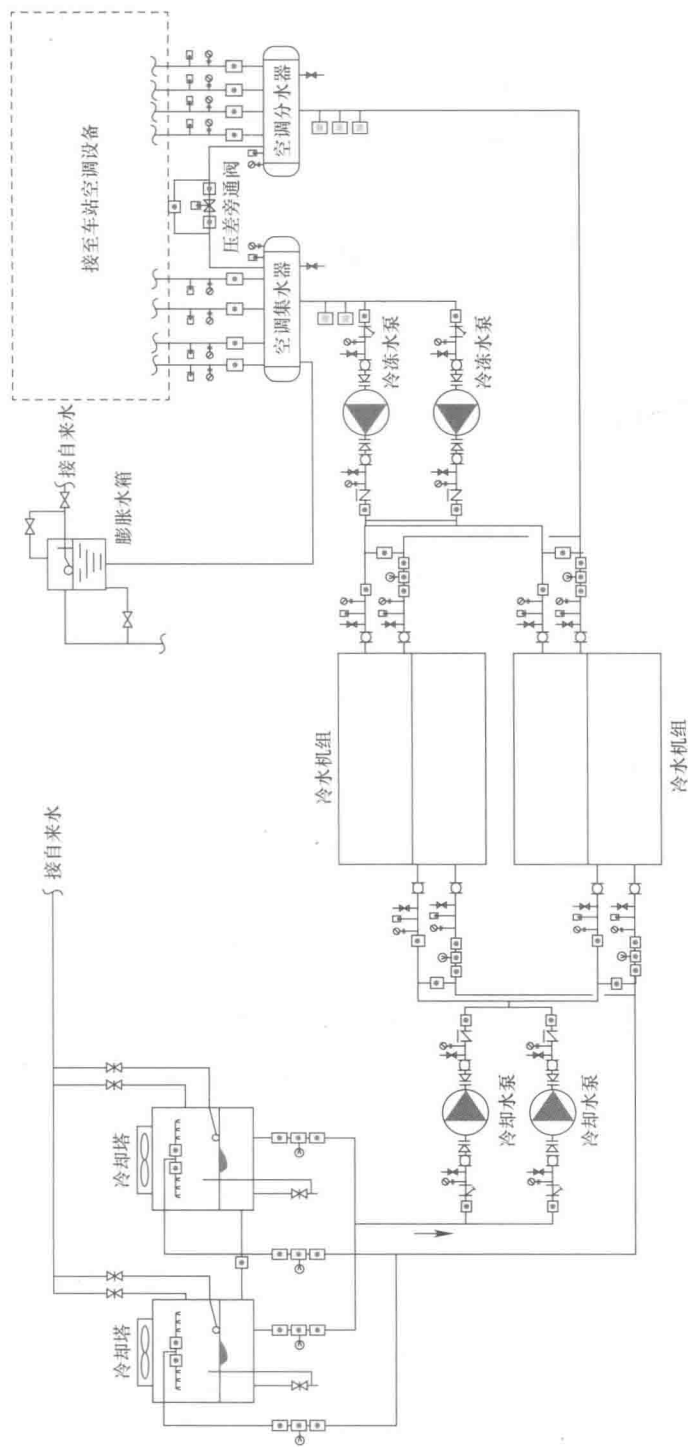 接自来水
冷却塔
冷却塔
冷却水泵
冷却水泵
冷水机组
冷水机组
膨胀水箱
接自来水
接至车站空调设备
空调集水器
压差旁通阀
空调分水器
冷冻水泵
冷冻水泵